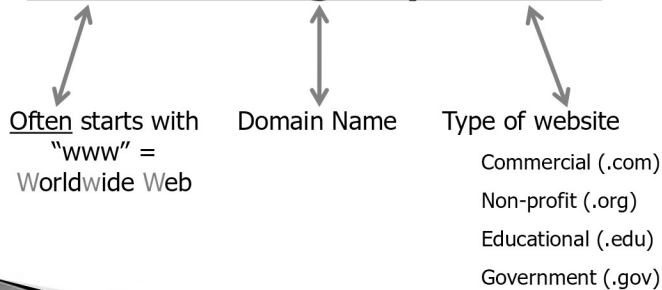 Often starts with
"www" =
Worldwide Web
Domain Name
Type of website
Commercial (.com)
Non-profit (.org)
Educational (.edu)
Government (.gov)